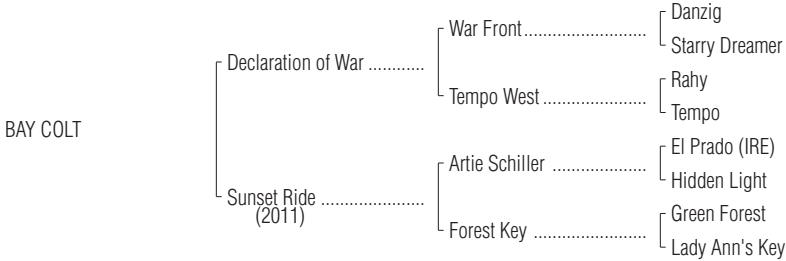 Danzig
War Front........................
Starry Dreamer
Declaration of War ............
Rahy
Tempo West......................
Tempo
BAY COLT
El Prado (IRE)
Artie Schiller ....................
Hidden Light
Sunset Ride ......................
(2011)
Green Forest
Forest Key ........................
Lady Ann's Key